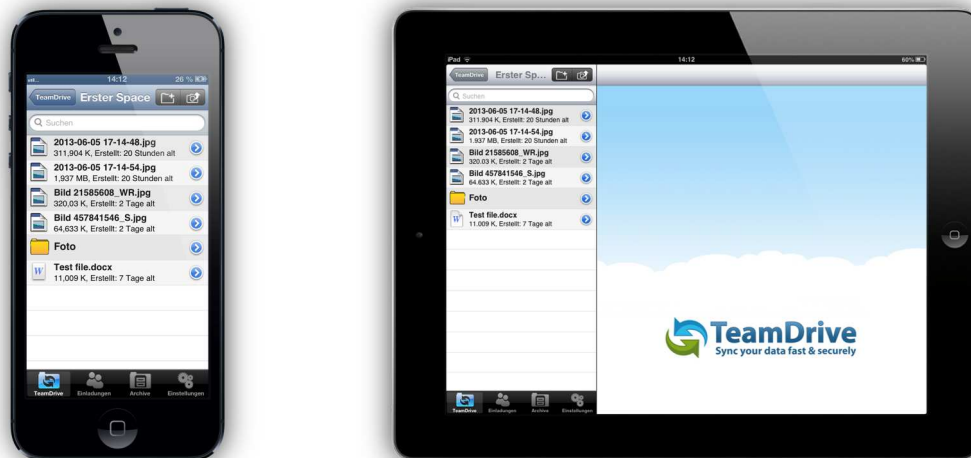 14:12
26 %
TeamDrive
Erster Space
Suchen
2013-06-05 17-14-48.jpg
311,904 K, Erstellt: 20 Stunden alt
2013-06-05 17-14-54.jpg
1,937 MB, Erstellt: 20 Stunden alt
Bild 21585608_WR.jpg
320,03 K, Erstellt: 2 Tage alt
Bild 457841546_S.jpg
64,633 K, Erstellt: 2 Tage alt
Foto
Test file.docx
11,009 K, Erstellt: 7 Tage alt
TeamDrive Einladungen Archive Einstellungen
iPad 14:12 60%
TeamDrive
Erster Sp...
Suchen
2013-06-05 17-14-48.jpg
311.904 K, Erstellt: 20 Stunden alt
2013-06-05 17-14-54.jpg
1.937 MB, Erstellt: 20 Stunden alt
Bild 21585608_WR.jpg
320.03 K, Erstellt: 2 Tage alt
Bild 457841546_S.jpg
64.633 K, Erstellt: 2 Tage alt
Foto
Test file.docx
11.009 K, Erstellt: 7 Tage alt
TeamDrive Einladungen Archive Einstellungen
TeamDrive
Sync your data fast & securely